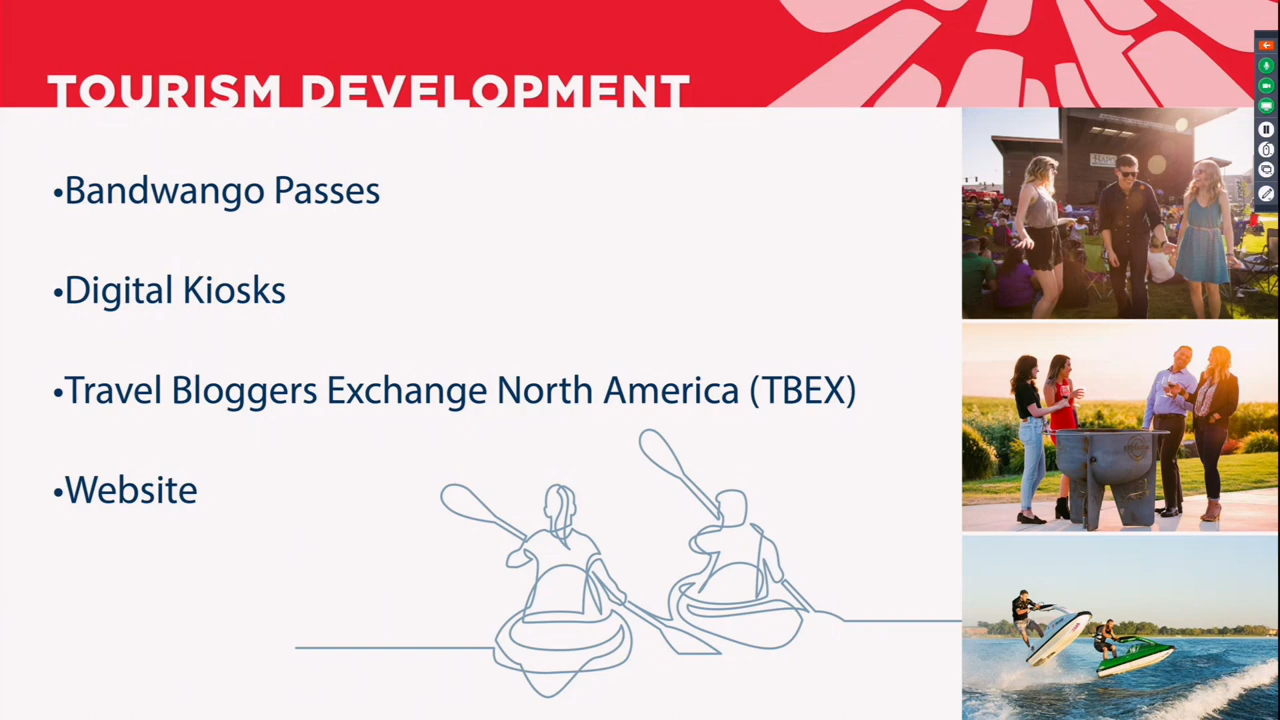 TOURISM DEVELOPMENT
•Bandwango Passes
•Digital Kiosks
•Travel Bloggers Exchange North America (TBEX)
•Website